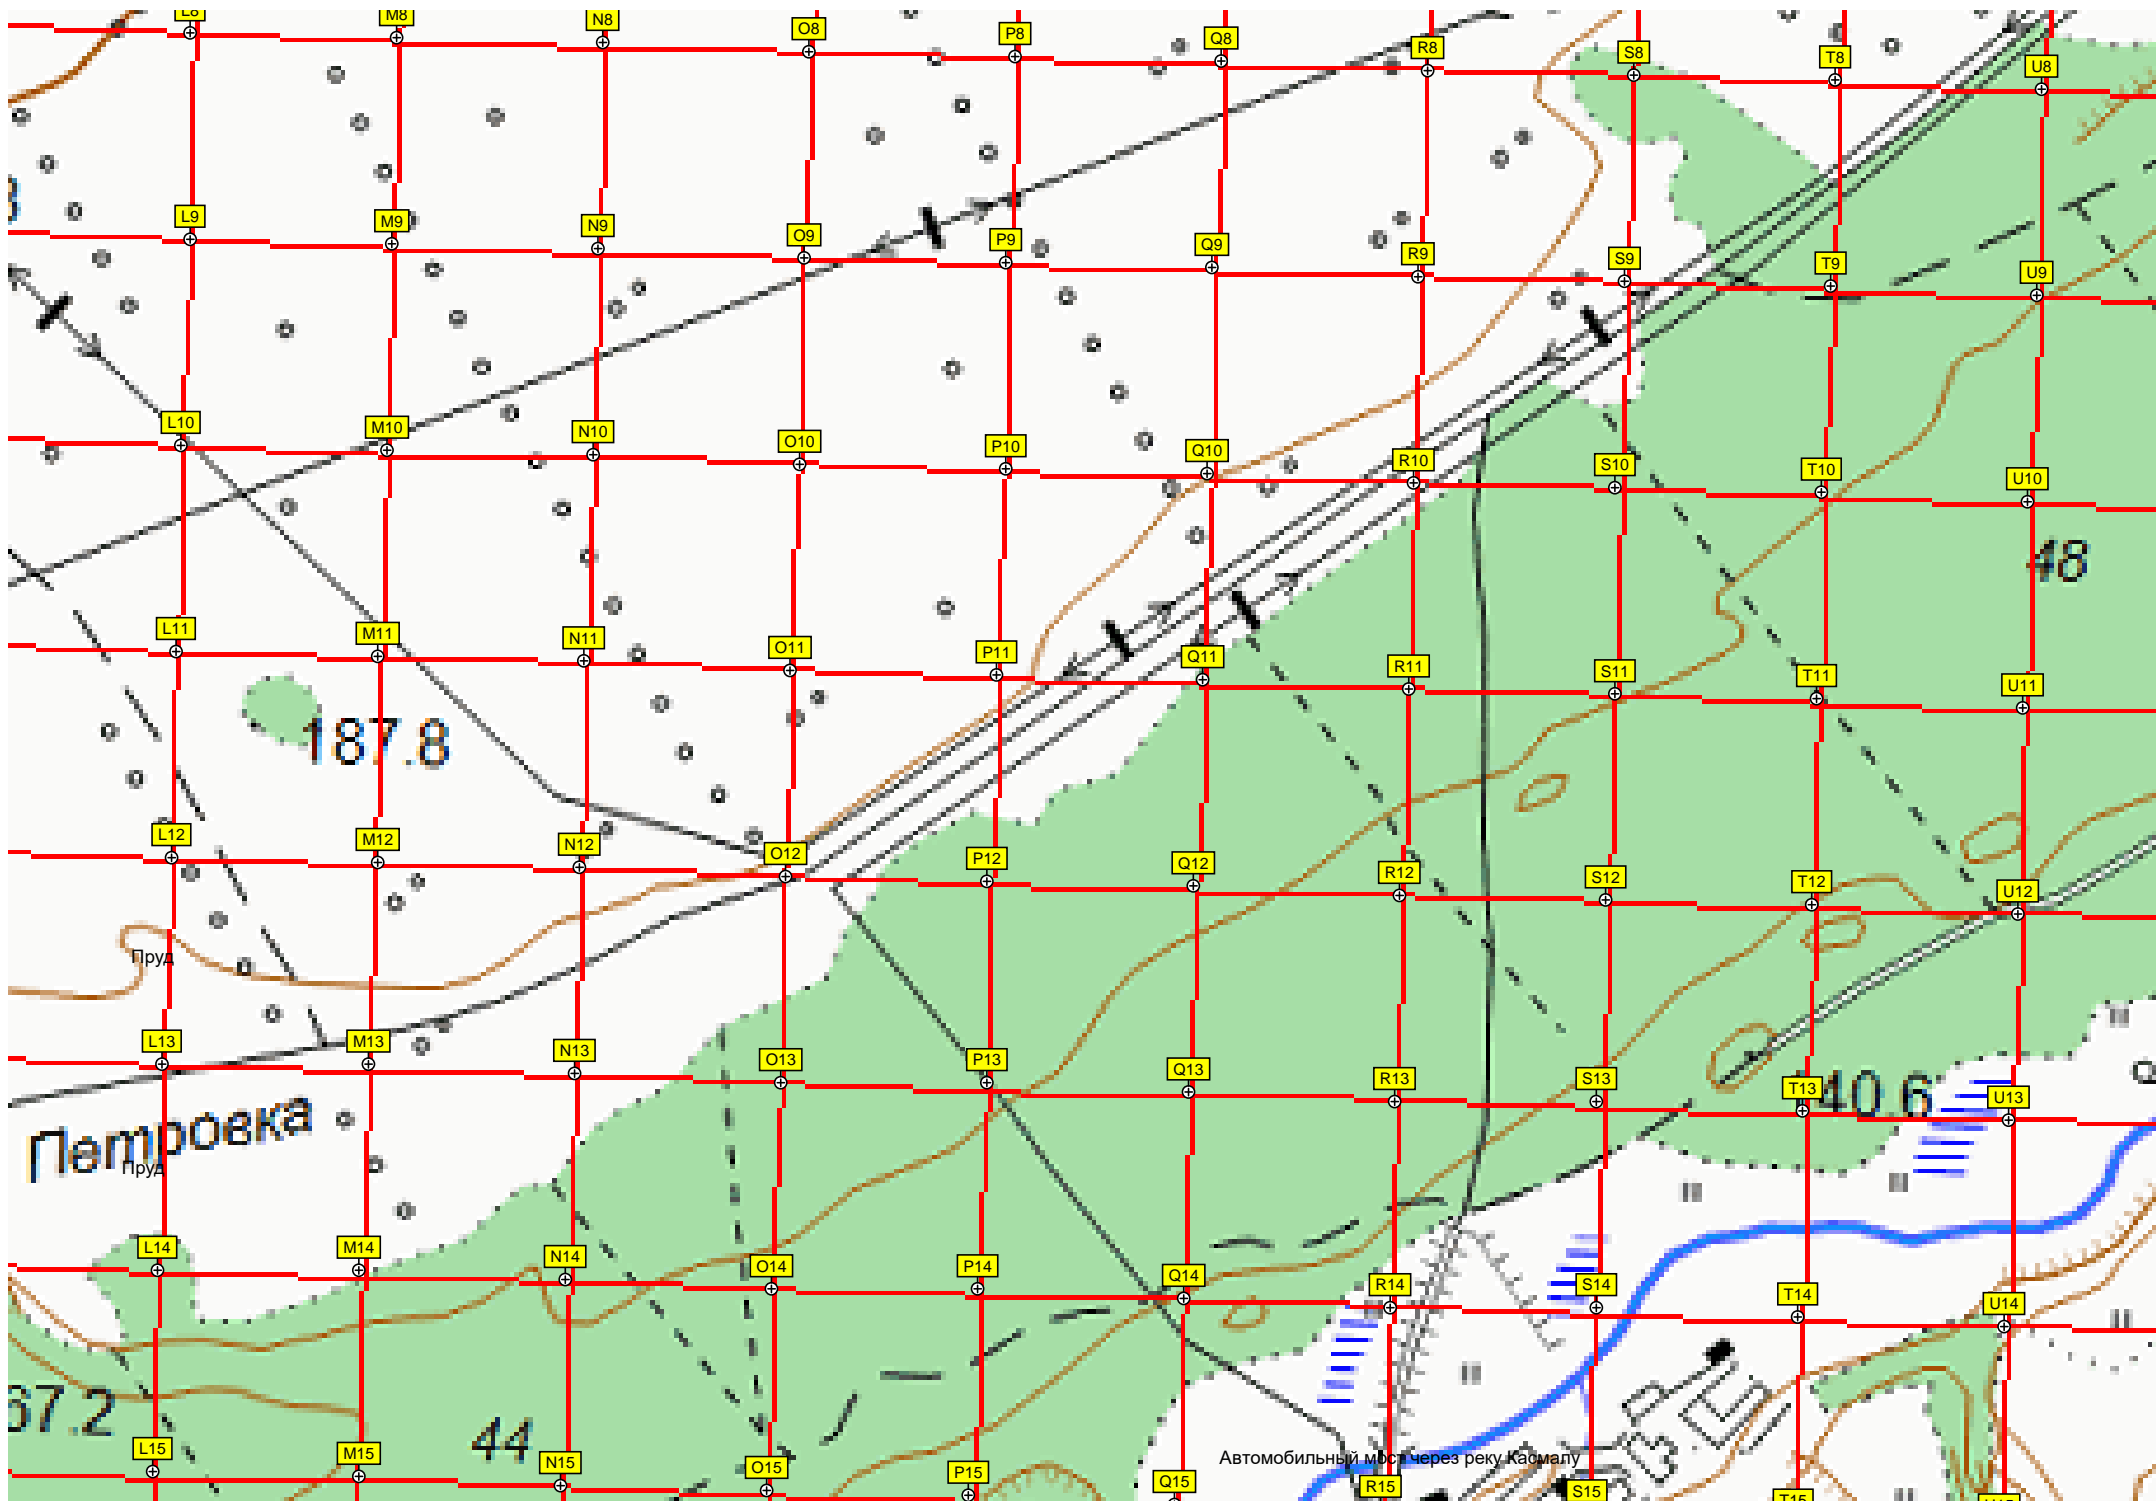 L8 M8 N8 O8 P8 Q8 R8 S8 T8 U8
L9 M9 N9 O9 P9 Q9 R9 S9 T9 U9
L10 M10 N10 O10 P10 Q10 R10 S10 T10 U10
48
L11 M11 N11 O11 P11 Q11 R11 S11 T11 U11
187.8
L12 M12 N12 O12 P12 Q12 R12 S12 T12 U12
Пруд
L13 M13 N13 O13 P13 Q13 R13 S13 T13 U13
40.6
Петровка
Пруд
L14 M14 N14 O14 P14 Q14 R14 S14 T14 U14
67.2
44
Автомобильный мост через реку Касмалу
L15 M15 N15 O15 P15 Q15 R15 S15 T15